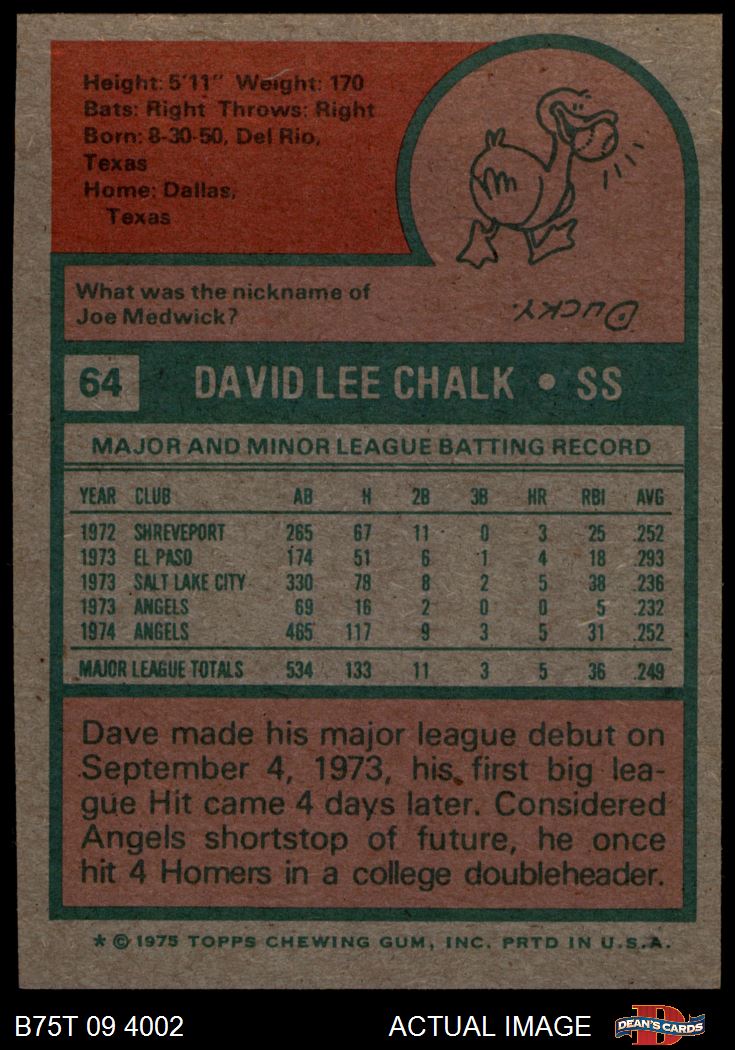 Height: 5'11" Weight: 170
Bats: Right Throws: Right
Born: 8-30-50, Del Rio,
Texas
Home: Dallas,
Texas
What was the nickname of
Joe Medwick?
DUCKY.
64 DAVID LEE CHALK • SS
MAJOR AND MINOR LEAGUE BATTING RECORD
YEAR CLUB AB H 2B 3B HR RBI AVG
1972 SHREVEPORT 265 67 11 0 3 25 .252
1973 EL PASO 174 51 6 1 4 18 .293
1973 SALT LAKE CITY 330 78 8 2 5 38 .236
1973 ANGELS 69 16 2 0 0 5 .232
1974 ANGELS 465 117 9 3 5 31 .252
MAJOR LEAGUE TOTALS 534 133 11 3 5 36 .249
Dave made his major league debut on
September 4, 1973, his first big lea-
gue Hit came 4 days later. Considered
Angels shortstop of future, he once
hit 4 Homers in a college doubleheader.
* © 1975 TOPPS CHEWING GUM, INC. PRTD IN U.S.A.
B75T 09 4002 ACTUAL IMAGE D DEAN'S CARDS